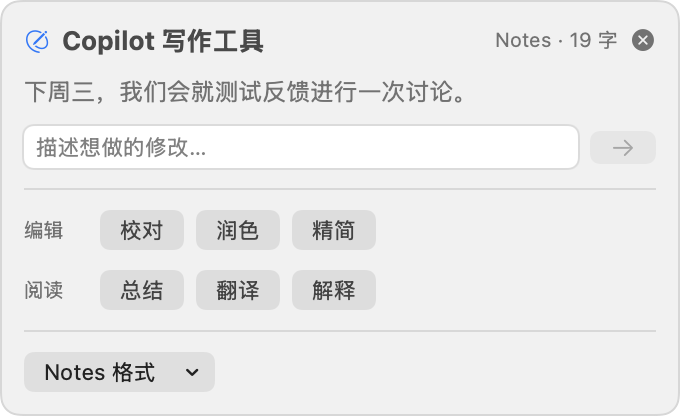 Copilot 写作工具
Notes · 19 字
下周三，我们会就测试反馈进行一次讨论。
描述想做的修改...
编辑 校对 润色 精简
阅读 总结 翻译 解释
Notes 格式